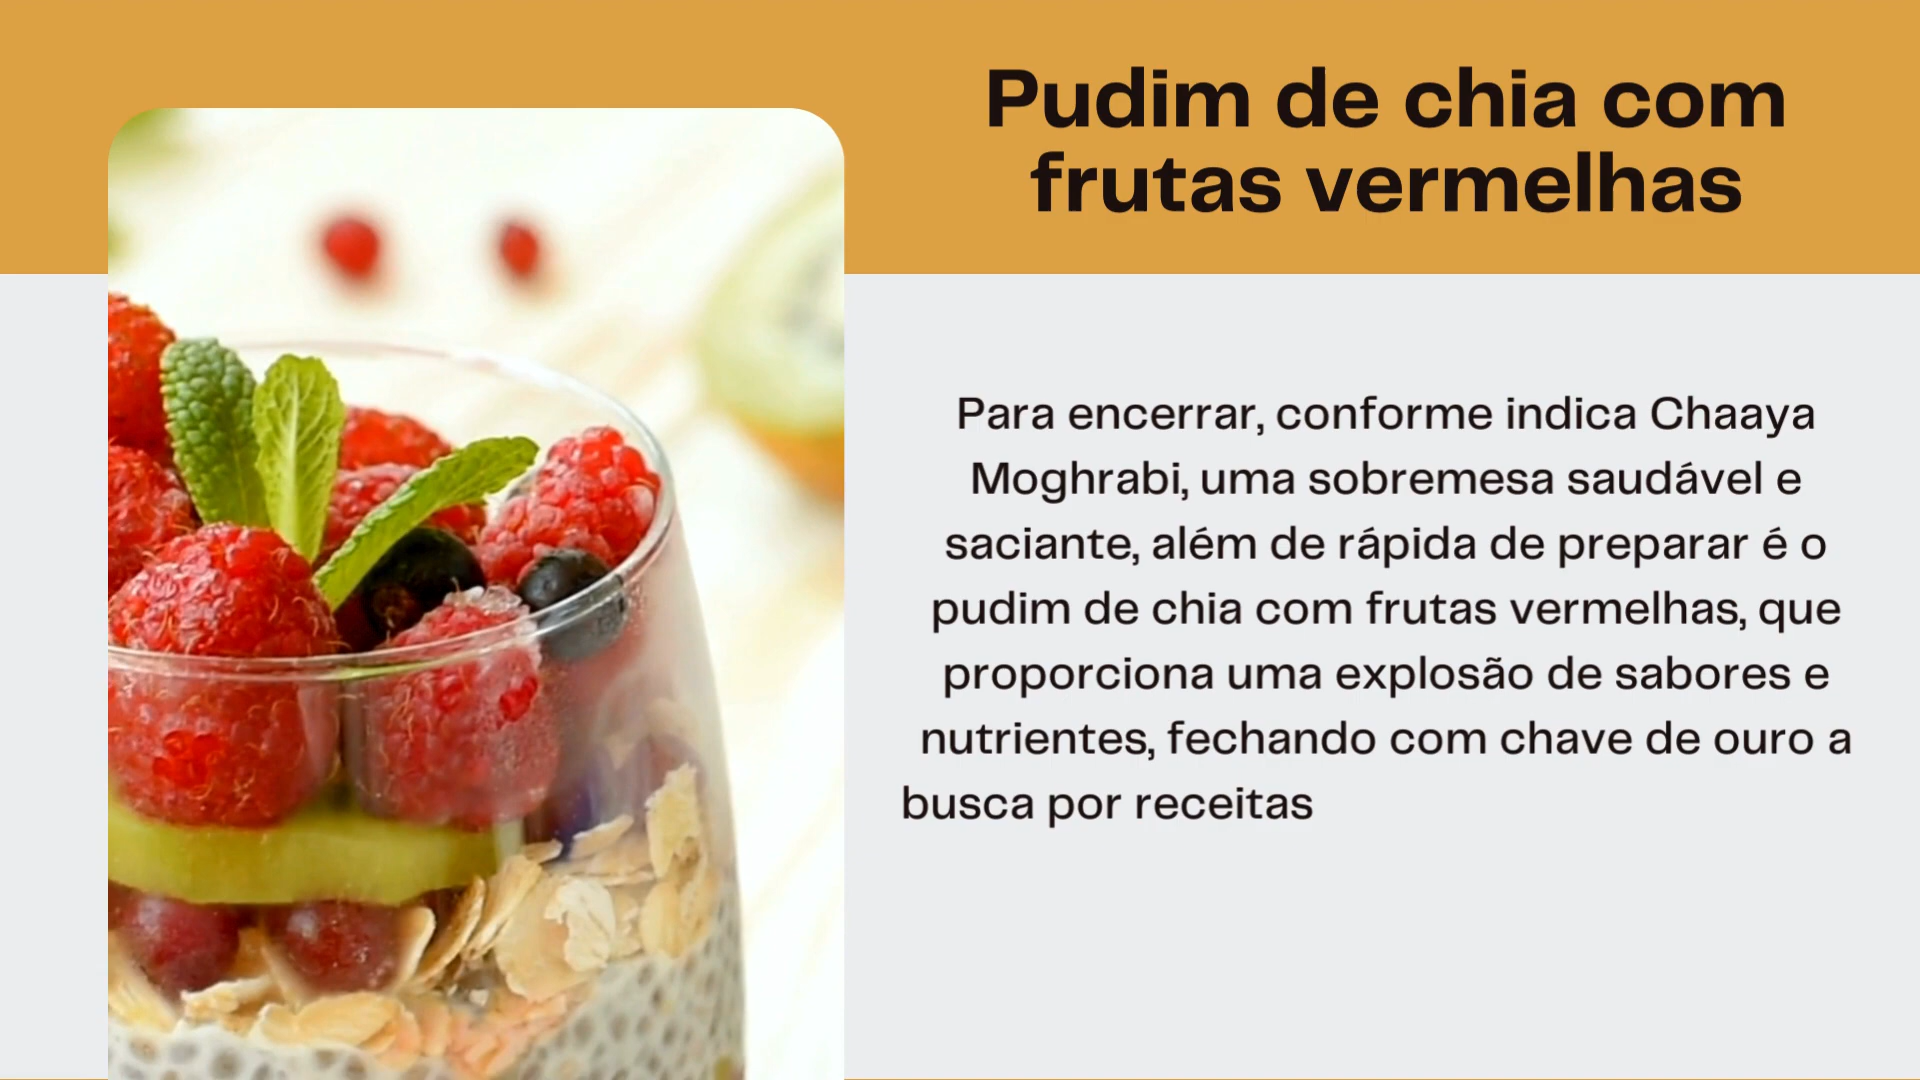 Pudim de chia com
frutas vermelhas
Para encerrar, conforme indica Chaaya
Moghrabi, uma sobremesa saudável e
saciante, além de rápida de preparar é o
pudim de chia com frutas vermelhas, que
proporciona uma explosão de sabores e
nutrientes, fechando com chave de ouro a
busca por receitas